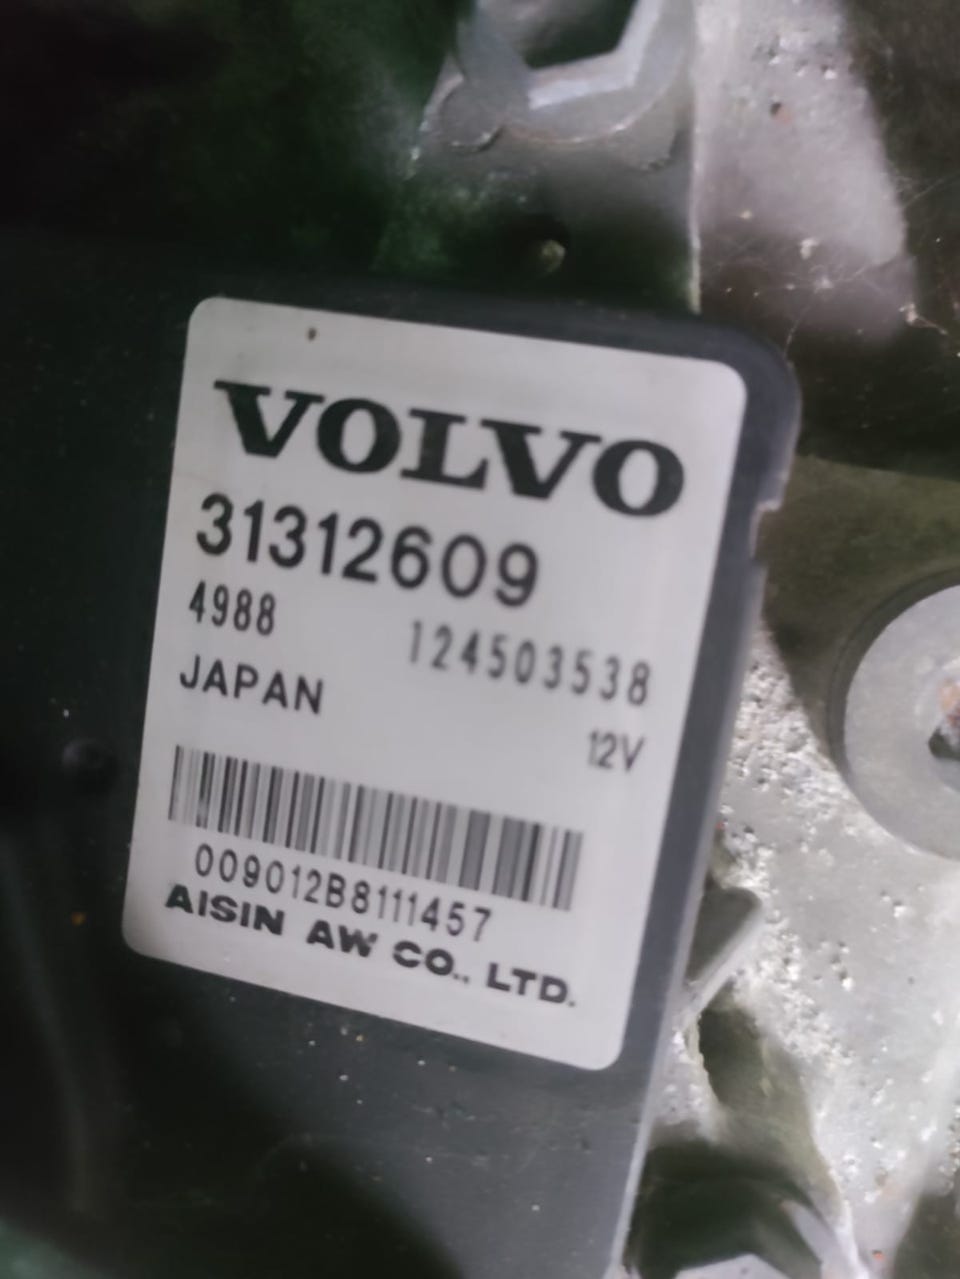 VOLVO
31312609
4988 124503538
JAPAN
12V
009012B8111457
AISIN AW CO., LTD.